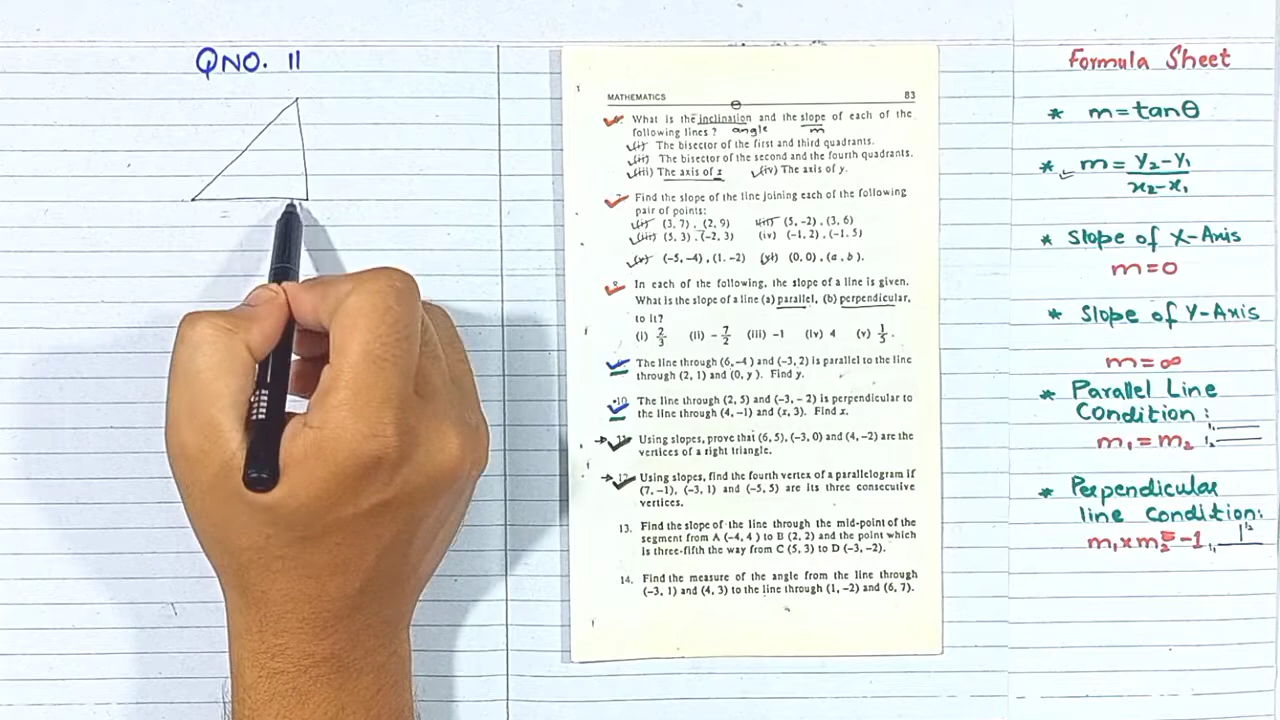 QNO. 11
MATHEMATICS 83
θ
What is the inclination and the slope of each of the
following lines ? angle m
(i) The bisector of the first and third quadrants.
(ii) The bisector of the second and the fourth quadrants.
(iii) The axis of x (iv) The axis of y.
Find the slope of the line joining each of the following
pair of points:
(i) (3, 7) , (2, 9) (ii) (5, -2) , (3, 6)
(iii) (5, 3) , (-2, 3) (iv) (-1, 2) , (-1, 5)
(v) (-5, -4) , (1, -2) (vi) (0, 0) , (a , b).
In each of the following, the slope of a line is given.
What is the slope of a line (a) parallel, (b) perpendicular,
to it?
(i) 2/3 (ii) - 7/2 (iii) -1 (iv) 4 (v) 1/5 .
The line through (6, -4) and (-3, 2) is parallel to the line
through (2, 1) and (0, y). Find y.
10 The line through (2, 5) and (-3, - 2) is perpendicular to
the line through (4, -1) and (x, 3). Find x.
11 Using slopes, prove that (6, 5), (-3, 0) and (4, -2) are the
vertices of a right triangle.
12 Using slopes, find the fourth vertex of a parallelogram if
(7, -1), (-3, 1) and (-5, 5) are its three consecutive
vertices.
13. Find the slope of the line through the mid-point of the
segment from A (-4, 4 ) to B (2, 2) and the point which
is three-fifth the way from C (5, 3) to D (-3, -2).
14. Find the measure of the angle from the line through
(-3, 1) and (4, 3) to the line through (1, -2) and (6, 7).
Formula Sheet
* m = tanθ
* m = y2 - y1 / x2 - x1
* Slope of X-Axis
m = 0
* Slope of Y-Axis
m = ∞
* Parallel Line
Condition :
m1 = m2
* Perpendicular
line condition:
m1 x m2 = -1